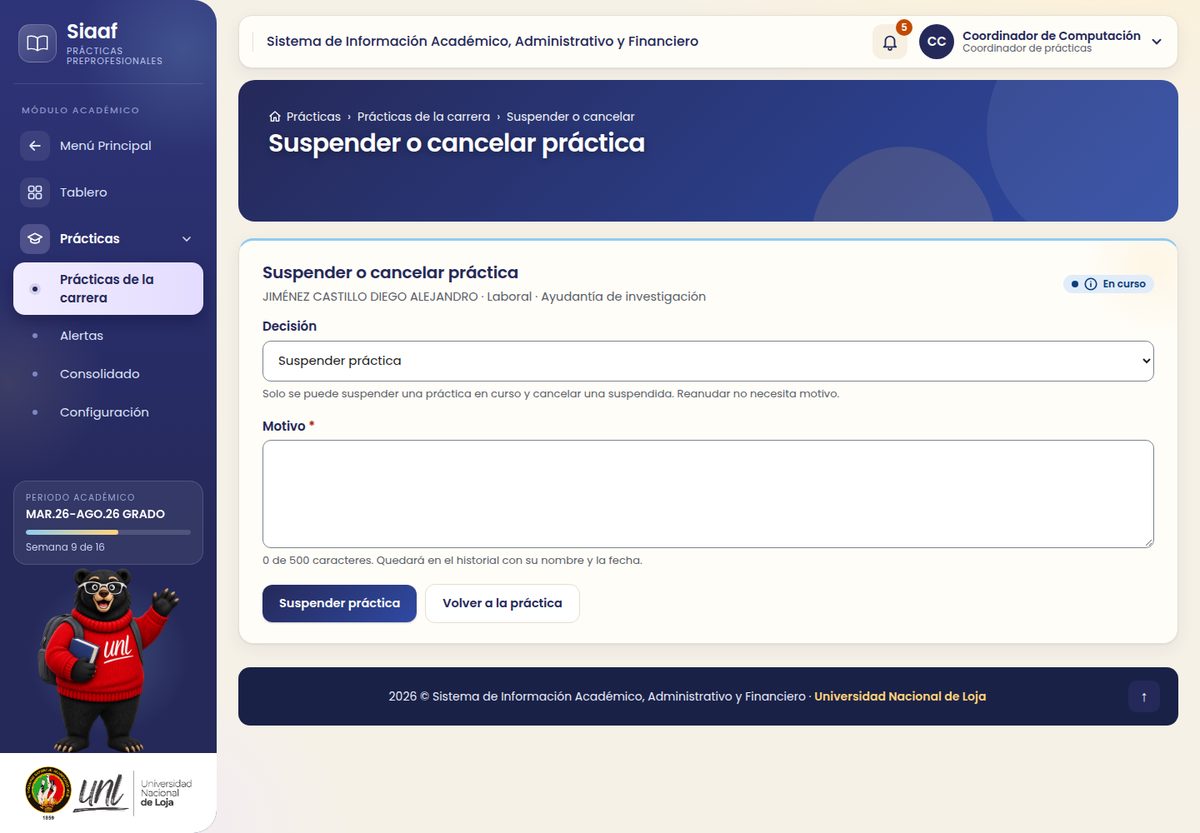 Siaaf
PRÁCTICAS
PREPROFESIONALES
MÓDULO ACADÉMICO
Menú Principal
Tablero
Prácticas
Prácticas de la
carrera
Alertas
Consolidado
Configuración
PERIODO ACADÉMICO
MAR.26–AGO.26 GRADO
Semana 9 de 16
unl
1859
unl
Universidad
Nacional
de Loja
Sistema de Información Académico, Administrativo y Financiero
5
CC
Coordinador de Computación
Coordinador de prácticas
Prácticas › Prácticas de la carrera › Suspender o cancelar
Suspender o cancelar práctica
Suspender o cancelar práctica
JIMÉNEZ CASTILLO DIEGO ALEJANDRO · Laboral · Ayudantía de investigación
En curso
Decisión
Suspender práctica
Solo se puede suspender una práctica en curso y cancelar una suspendida. Reanudar no necesita motivo.
Motivo *
0 de 500 caracteres. Quedará en el historial con su nombre y la fecha.
Suspender práctica
Volver a la práctica
2026 © Sistema de Información Académico, Administrativo y Financiero · Universidad Nacional de Loja
↑